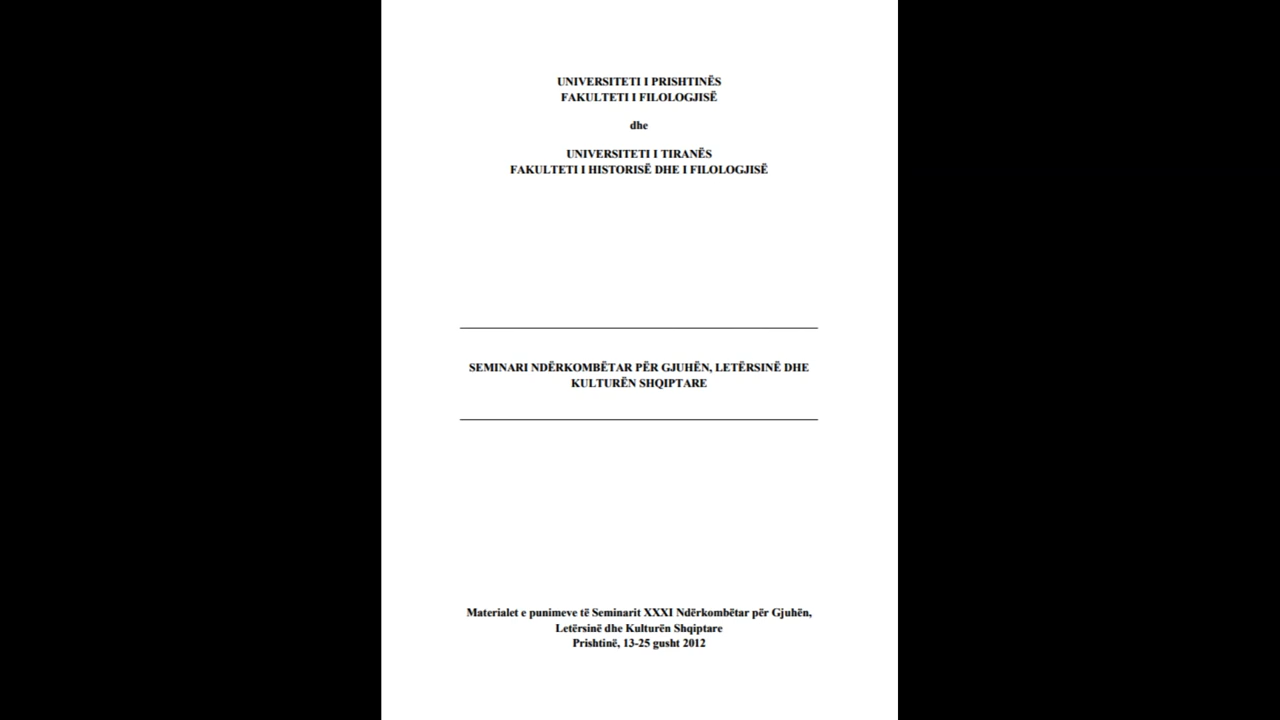 UNIVERSITETI I PRISHTINËS
FAKULTETI I FILOLOGJISË
dhe
UNIVERSITETI I TIRANËS
FAKULTETI I HISTORISË DHE I FILOLOGJISË
SEMINARI NDËRKOMBËTAR PËR GJUHËN, LETËRSINË DHE
KULTURËN SHQIPTARE
Materialet e punimeve të Seminarit XXXI Ndërkombëtar për Gjuhën,
Letërsinë dhe Kulturën Shqiptare
Prishtinë, 13-25 gusht 2012